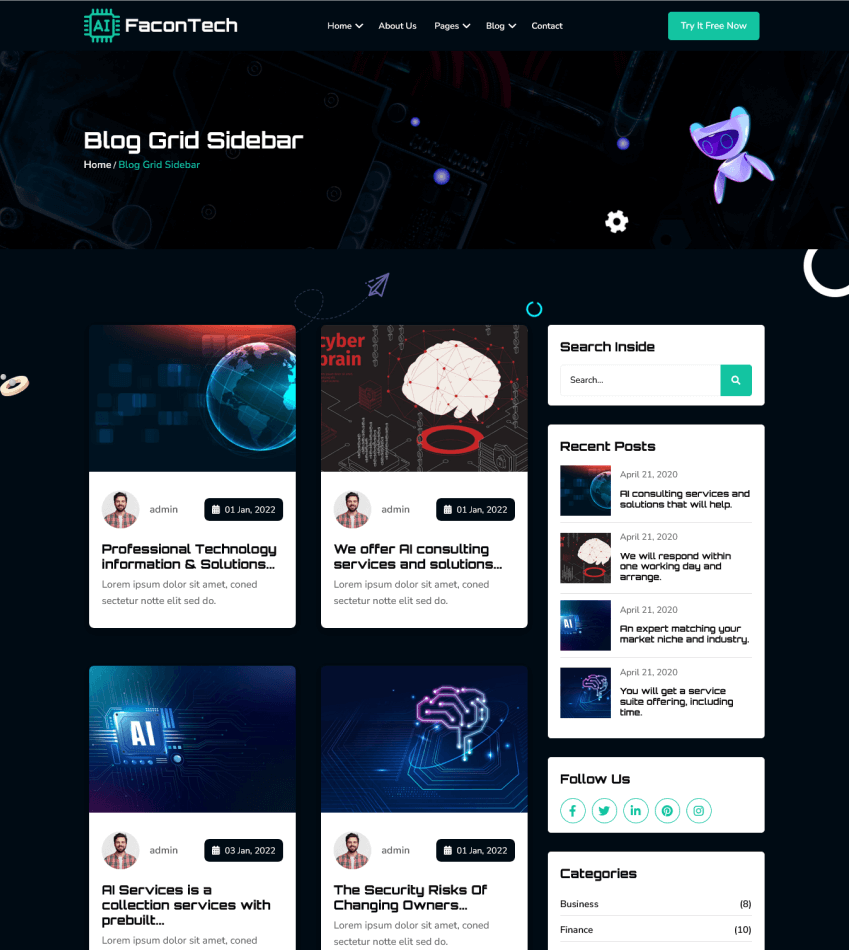 AI FaconTech
Home About Us Pages Blog Contact
Try It Free Now
Blog Grid Sidebar
Home / Blog Grid Sidebar
cyber
brain
admin
01 Jan, 2022
Professional Technology
information & Solutions...
Lorem ipsum dolor sit amet, coned
sectetur notte elit sed do.
admin
01 Jan, 2022
We offer AI consulting
services and solutions...
Lorem ipsum dolor sit amet, coned
sectetur notte elit sed do.
AI
admin
03 Jan, 2022
AI Services is a
collection services with
prebuilt...
Lorem ipsum dolor sit amet, coned
admin
01 Jan, 2022
The Security Risks Of
Changing Owners...
Lorem ipsum dolor sit amet, coned
sectetur notte elit sed do.
Search Inside
Search...
Recent Posts
April 21, 2020
AI consulting services and
solutions that will help.
April 21, 2020
We will respond within
one working day and
arrange.
AI
April 21, 2020
An expert matching your
market niche and industry.
April 21, 2020
You will get a service
suite offering, including
time.
Follow Us
Categories
Business (8)
Finance (10)